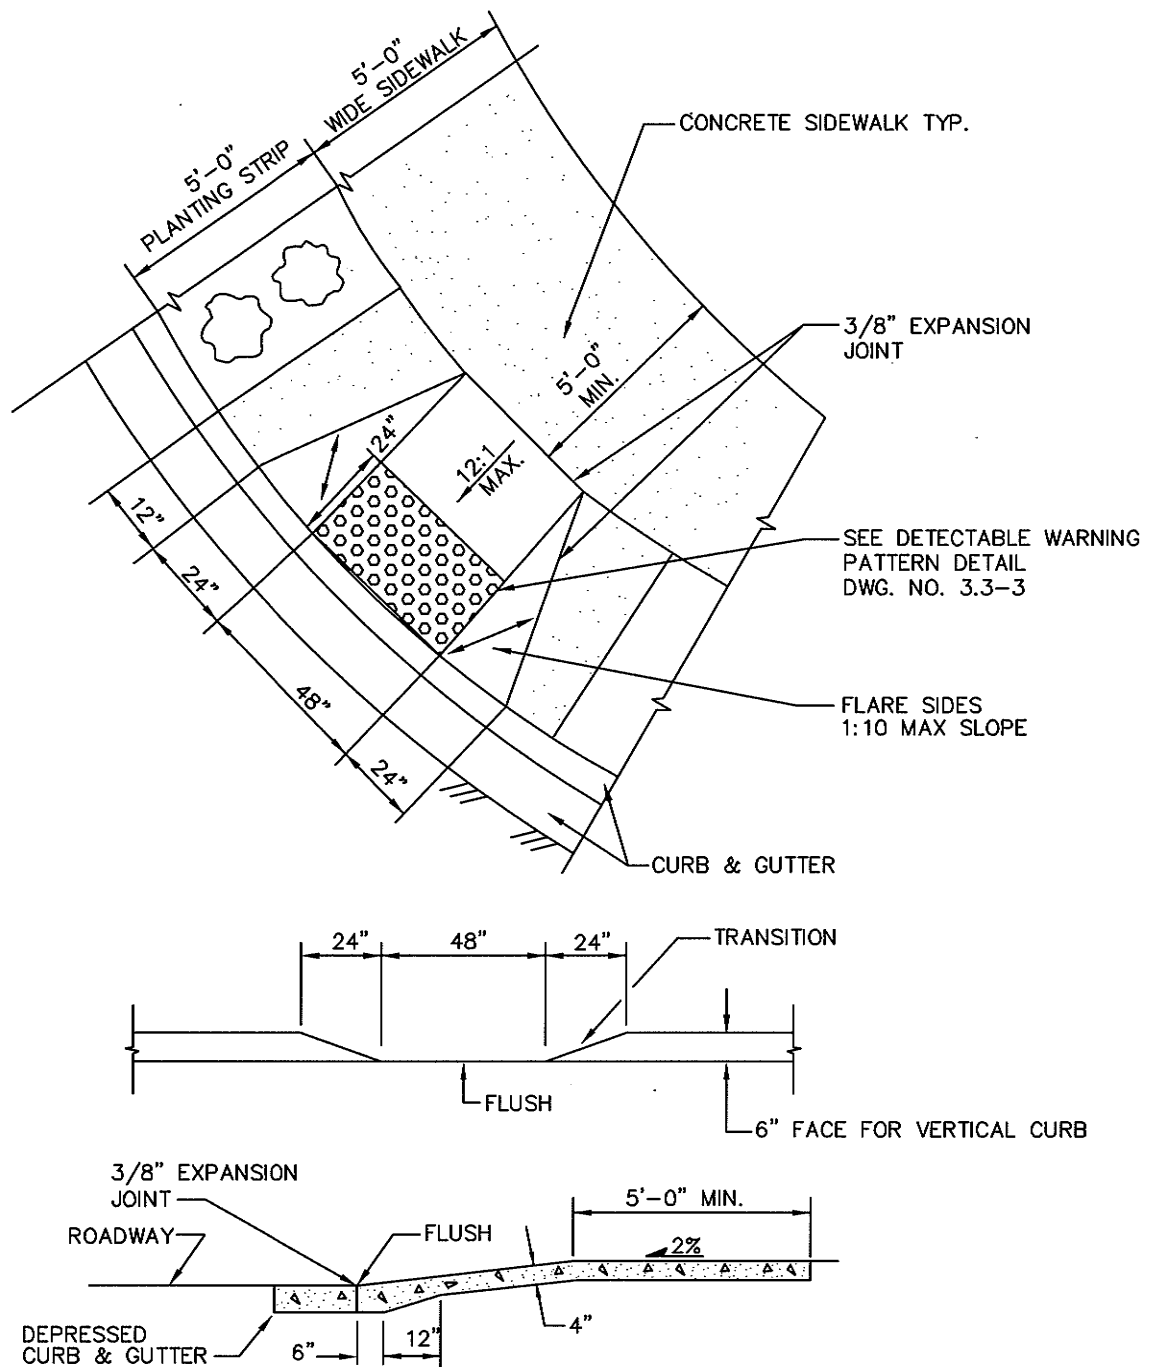 5'-0"
WIDE SIDEWALK
5'-0"
PLANTING STRIP
CONCRETE SIDEWALK TYP.
3/8" EXPANSION
JOINT
5'-0"
MIN.
24"
12:1
MAX.
SEE DETECTABLE WARNING
PATTERN DETAIL
DWG. NO. 3.3-3
12"
24"
48"
24"
FLARE SIDES
1:10 MAX SLOPE
CURB & GUTTER
24"
48"
24"
TRANSITION
FLUSH
6" FACE FOR VERTICAL CURB
3/8" EXPANSION
JOINT
ROADWAY
FLUSH
5'-0" MIN.
2%
4"
DEPRESSED
CURB & GUTTER
6"
12"